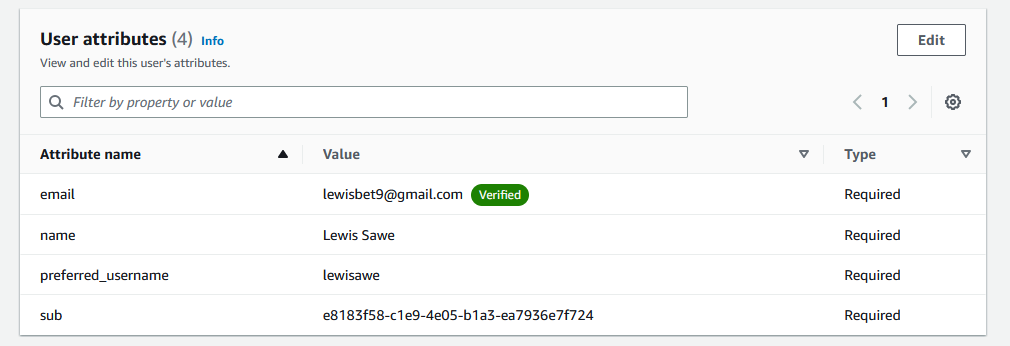 User attributes (4) Info
Edit
View and edit this user's attributes.
Filter by property or value
1
Attribute name Value Type
email lewisbet9@gmail.com Verified Required
name Lewis Sawe Required
preferred_username lewisawe Required
sub e8183f58-c1e9-4e05-b1a3-ea7936e7f724 Required